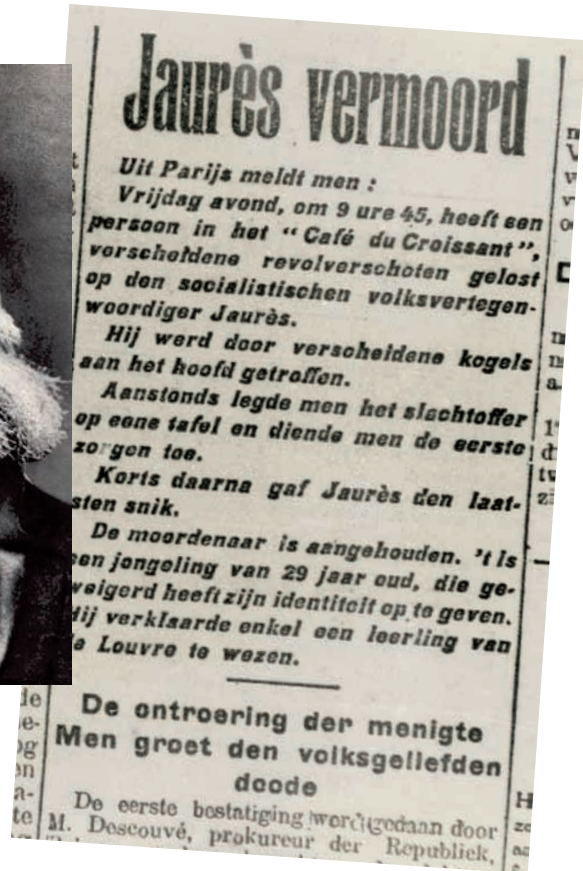 Jaurès vermoord
Uit Parijs meldt men :
Vrijdag avond, om 9 ure 45, heeft een
persoon in het “ Café du Croissant ”,
verscheidene revolverschoten gelost
op den socialistischen volksvertegen-
woordiger Jaurès.
Hij werd door verscheidene kogels
aan het hoofd getroffen.
Aanstonds legde men het slachtoffer
op eene tafel en diende men de eerste
zorgen toe.
Korts daarna gaf Jaurès den laat-
sten snik.
De moordenaar is aangehouden. ’t Is
een jongeling van 29 jaar oud, die ge-
weigerd heeft zijn identiteit op te geven.
Hij verklaarde enkel een leerling van
de Louvre te wezen.
De ontroering der menigte
Men groet den volksgeliefden
doode
De eerste bestatiging wordt gedaan door
M. Descouvé, prokureur der Republiek,